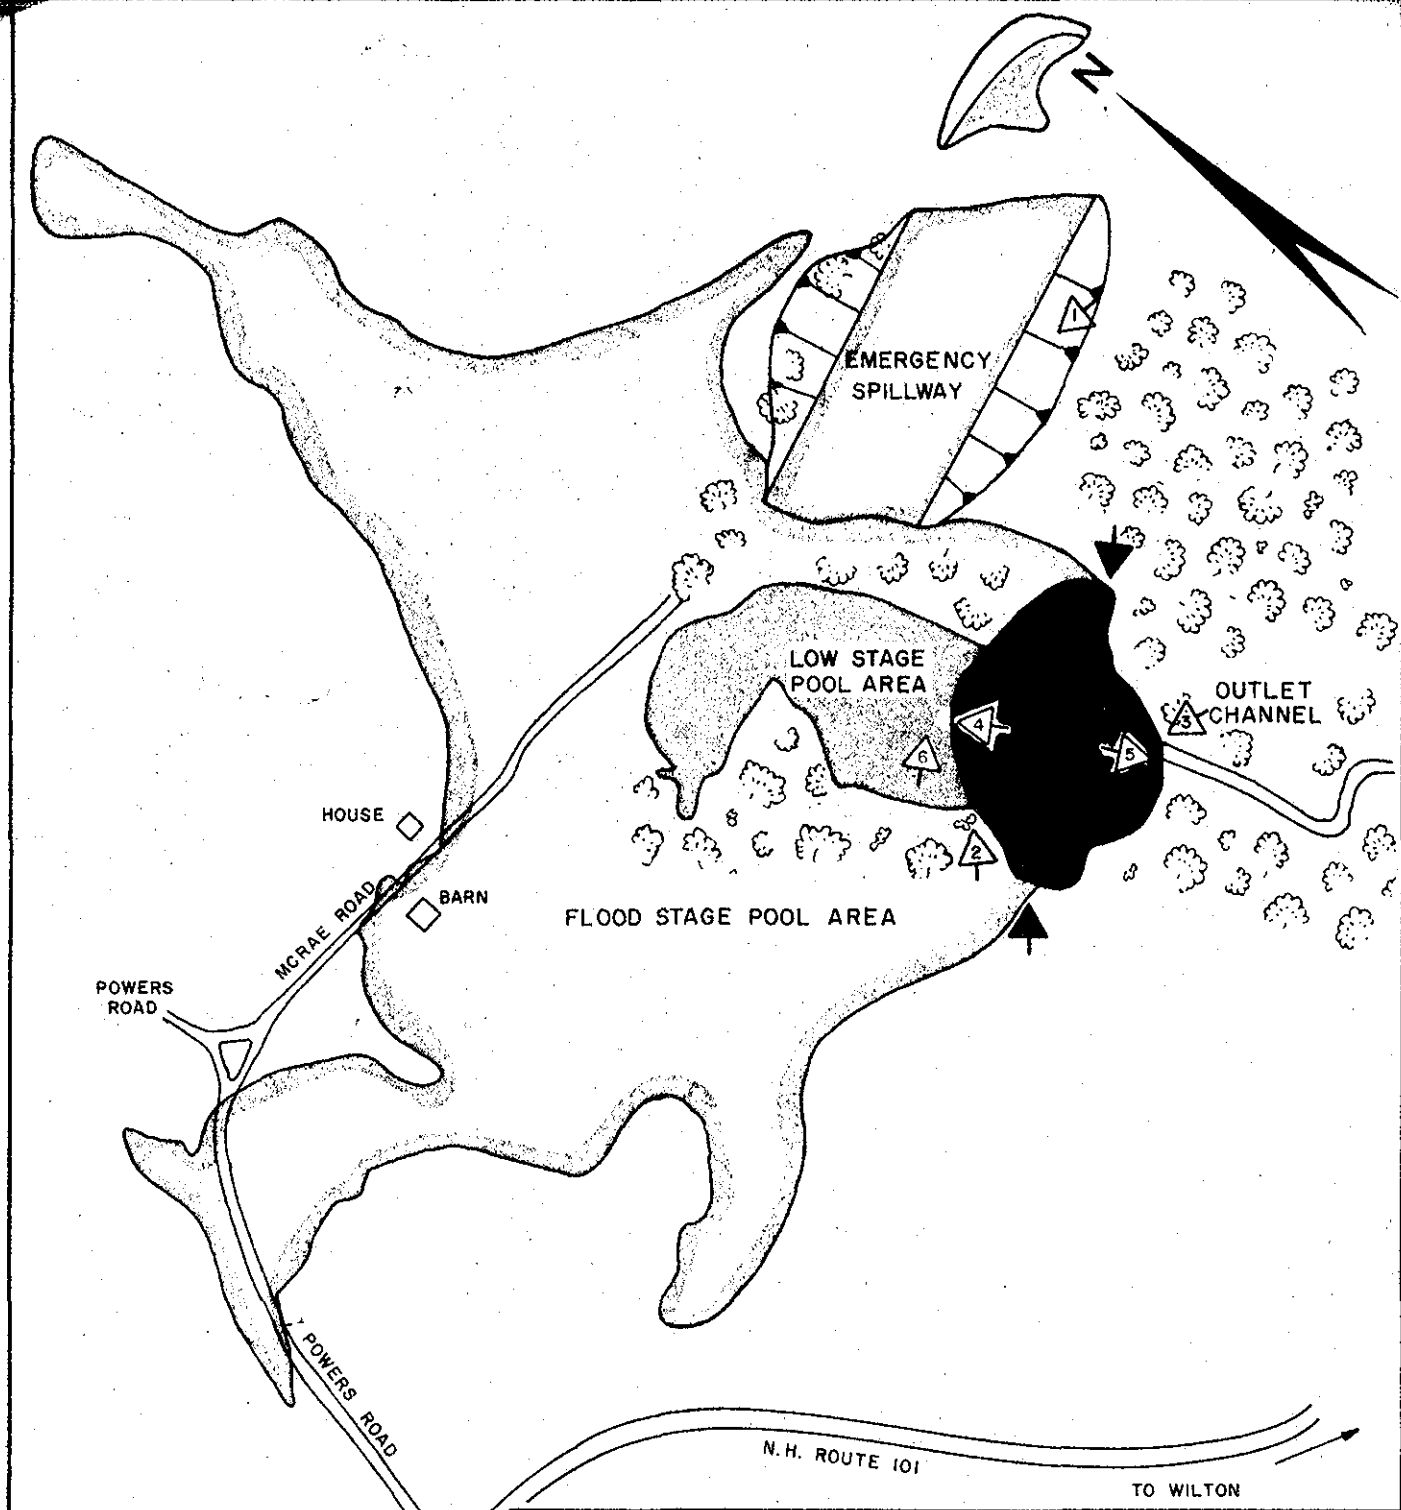 N
1
EMERGENCY
SPILLWAY
LOW STAGE
POOL AREA
OUTLET
CHANNEL
3
4
5
6
2
HOUSE
BARN
MCRAE ROAD
FLOOD STAGE POOL AREA
POWERS
ROAD
POWERS ROAD
N.H. ROUTE 101
TO WILTON